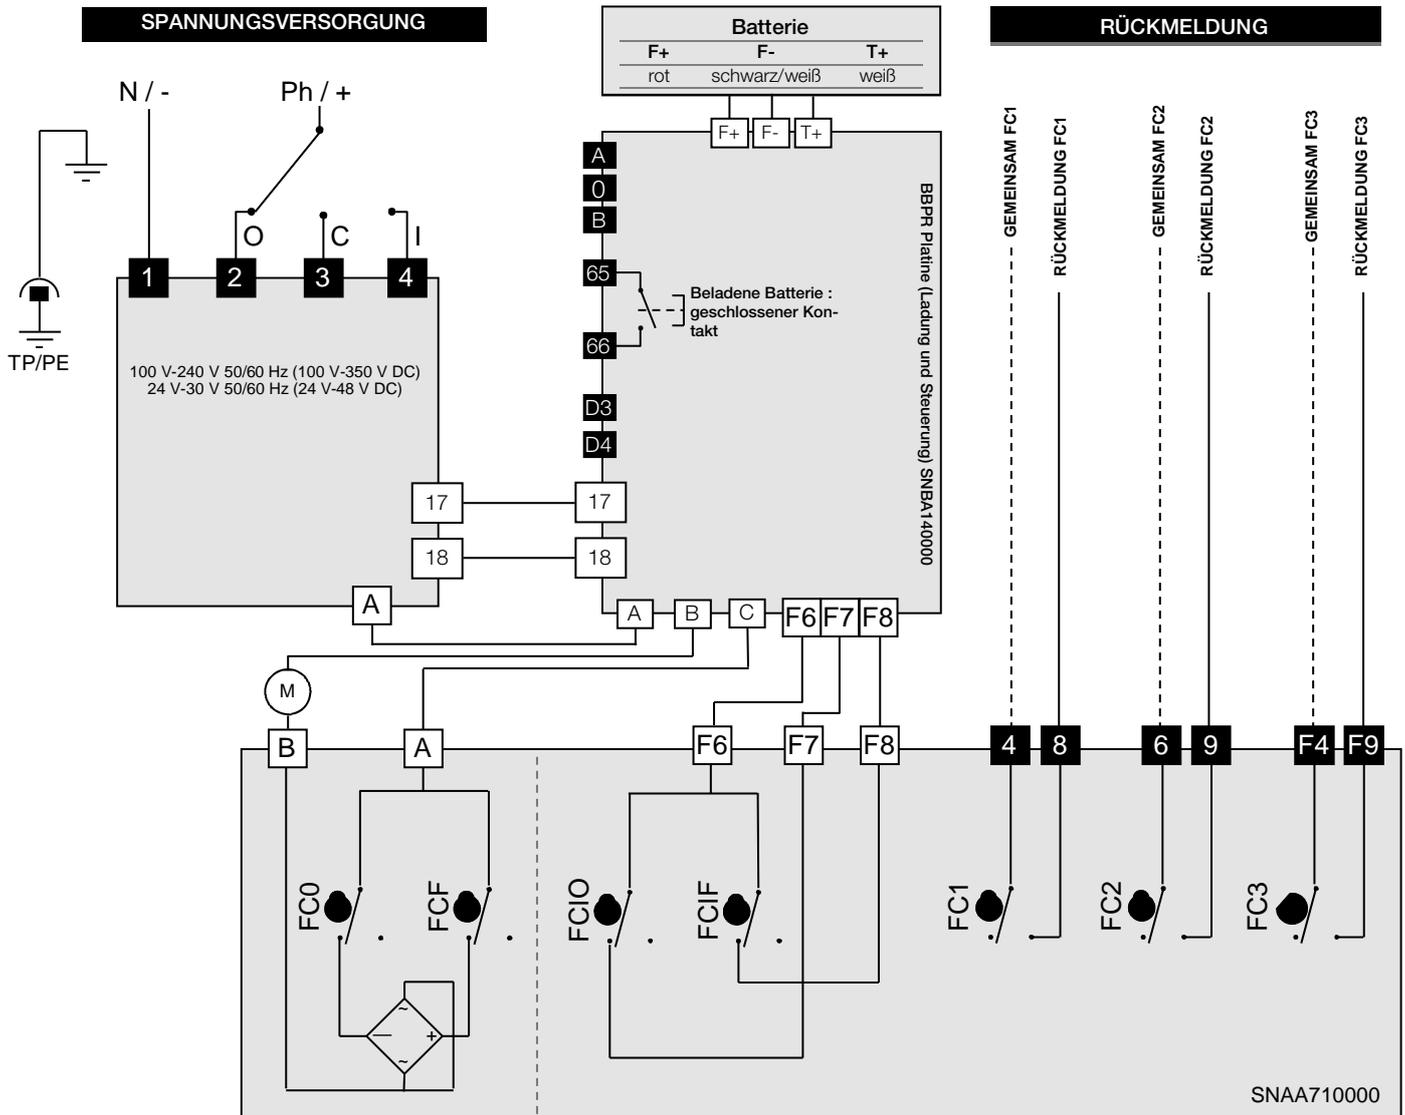 SPANNUNGSVERSORGUNG
Batterie
F+ F- T+
rot schwarz/weiß weiß
RÜCKMELDUNG
N / -
Ph / +
F+ F- T+
GEMEINSAM FC1
RÜCKMELDUNG FC1
GEMEINSAM FC2
RÜCKMELDUNG FC2
GEMEINSAM FC3
RÜCKMELDUNG FC3
A
0
B
O C I
1 2 3 4
65
66
Beladene Batterie :
geschlossener Kon-
takt
BBPR Platine (Ladung und Steuerung) SNBA140000
TP/PE
100 V-240 V 50/60 Hz (100 V-350 V DC)
24 V-30 V 50/60 Hz (24 V-48 V DC)
D3
D4
17 17
18 18
A
A B C F6 F7 F8
M
B A F6 F7 F8 4 8 6 9 F4 F9
FC0 FCF FCIO FCIF FC1 FC2 FC3
~
— +
~
SNAA710000